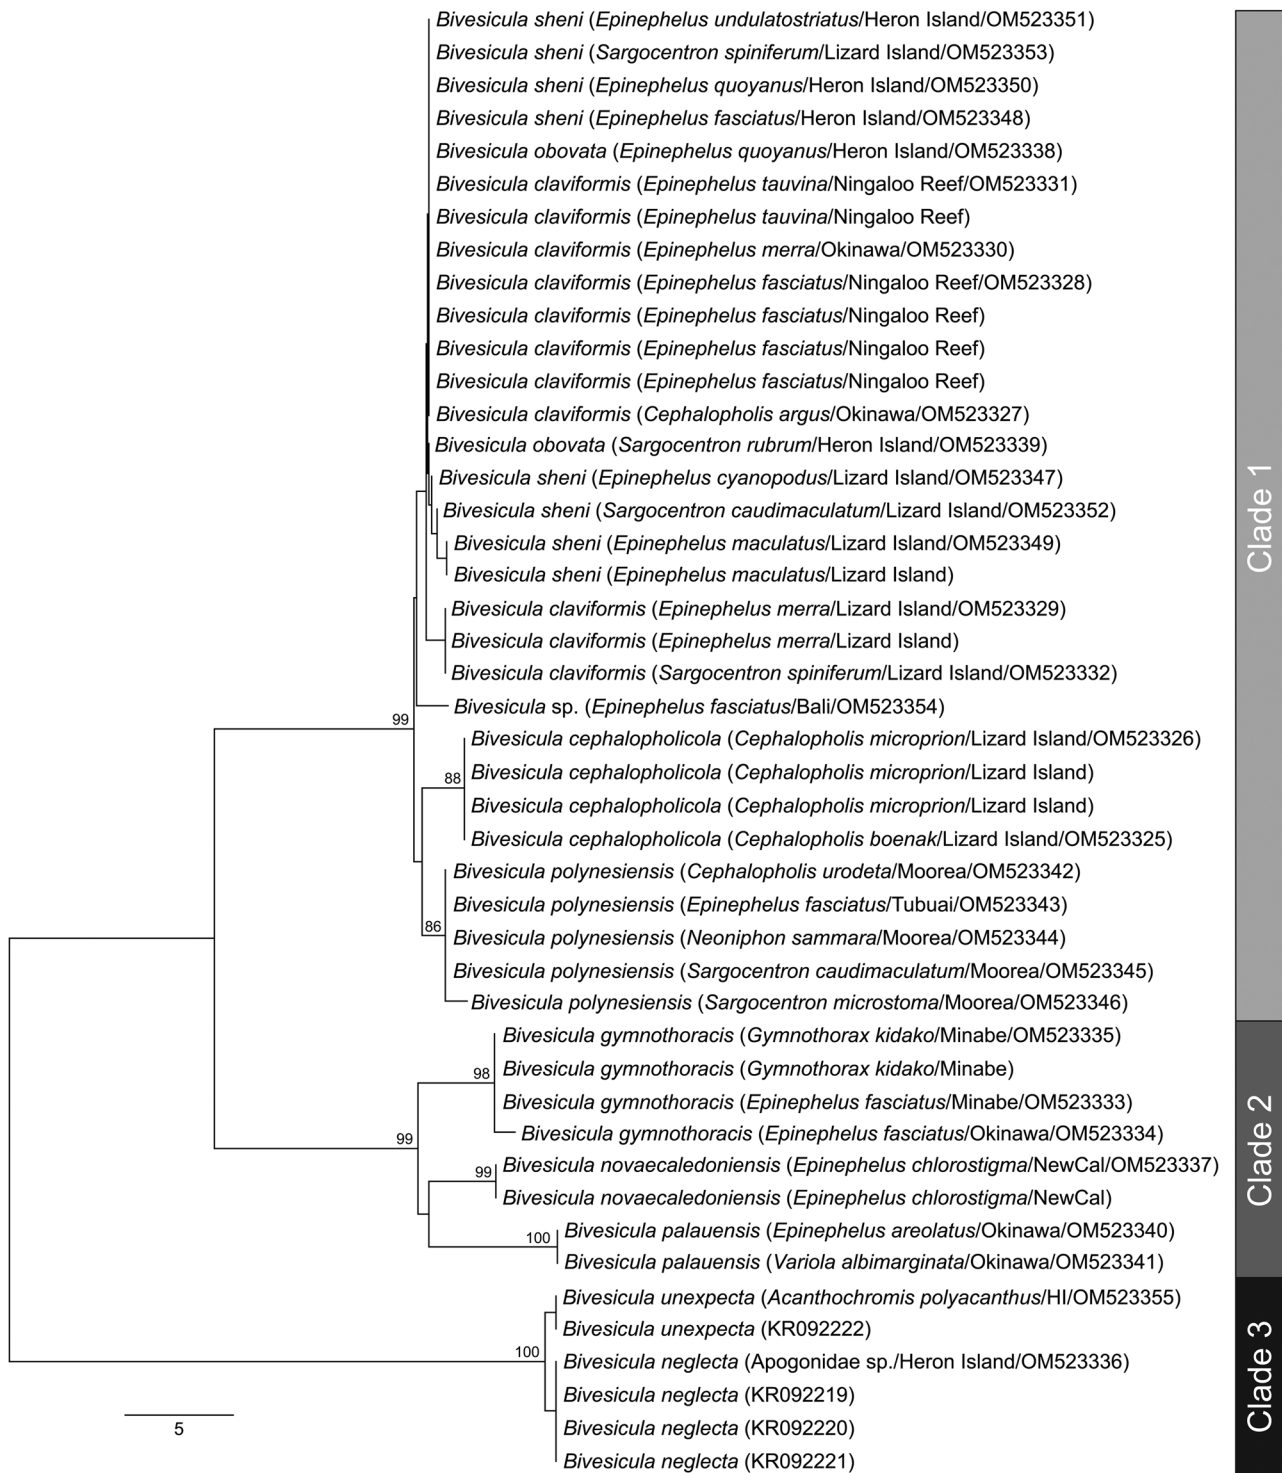 Bivesicula sheni (Epinephelus undulatostriatus/Heron Island/OM523351)
Bivesicula sheni (Sargocentron spiniferum/Lizard Island/OM523353)
Bivesicula sheni (Epinephelus quoyanus/Heron Island/OM523350)
Bivesicula sheni (Epinephelus fasciatus/Heron Island/OM523348)
Bivesicula obovata (Epinephelus quoyanus/Heron Island/OM523338)
Bivesicula claviformis (Epinephelus tauvina/Ningaloo Reef/OM523331)
Bivesicula claviformis (Epinephelus tauvina/Ningaloo Reef)
Bivesicula claviformis (Epinephelus merra/Okinawa/OM523330)
Bivesicula claviformis (Epinephelus fasciatus/Ningaloo Reef/OM523328)
Bivesicula claviformis (Epinephelus fasciatus/Ningaloo Reef)
Bivesicula claviformis (Epinephelus fasciatus/Ningaloo Reef)
Bivesicula claviformis (Epinephelus fasciatus/Ningaloo Reef)
Bivesicula claviformis (Cephalopholis argus/Okinawa/OM523327)
Bivesicula obovata (Sargocentron rubrum/Heron Island/OM523339)
Bivesicula sheni (Epinephelus cyanopodus/Lizard Island/OM523347)
Bivesicula sheni (Sargocentron caudimaculatum/Lizard Island/OM523352)
Bivesicula sheni (Epinephelus maculatus/Lizard Island/OM523349)
Bivesicula sheni (Epinephelus maculatus/Lizard Island)
Bivesicula claviformis (Epinephelus merra/Lizard Island/OM523329)
Bivesicula claviformis (Epinephelus merra/Lizard Island)
Bivesicula claviformis (Sargocentron spiniferum/Lizard Island/OM523332)
Bivesicula sp. (Epinephelus fasciatus/Bali/OM523354)
99
Bivesicula cephalopholicola (Cephalopholis microprion/Lizard Island/OM523326)
88
Bivesicula cephalopholicola (Cephalopholis microprion/Lizard Island)
Bivesicula cephalopholicola (Cephalopholis microprion/Lizard Island)
Bivesicula cephalopholicola (Cephalopholis boenak/Lizard Island/OM523325)
Bivesicula polynesiensis (Cephalopholis urodeta/Moorea/OM523342)
Bivesicula polynesiensis (Epinephelus fasciatus/Tubuai/OM523343)
86
Bivesicula polynesiensis (Neoniphon sammara/Moorea/OM523344)
Bivesicula polynesiensis (Sargocentron caudimaculatum/Moorea/OM523345)
Bivesicula polynesiensis (Sargocentron microstoma/Moorea/OM523346)
Clade 1
Bivesicula gymnothoracis (Gymnothorax kidako/Minabe/OM523335)
98
Bivesicula gymnothoracis (Gymnothorax kidako/Minabe)
Bivesicula gymnothoracis (Epinephelus fasciatus/Minabe/OM523333)
Bivesicula gymnothoracis (Epinephelus fasciatus/Okinawa/OM523334)
99
Bivesicula novaecaledoniensis (Epinephelus chlorostigma/NewCal/OM523337)
99
Bivesicula novaecaledoniensis (Epinephelus chlorostigma/NewCal)
Bivesicula palauensis (Epinephelus areolatus/Okinawa/OM523340)
100
Bivesicula palauensis (Variola albimarginata/Okinawa/OM523341)
Clade 2
Bivesicula unexpecta (Acanthochromis polyacanthus/HI/OM523355)
Bivesicula unexpecta (KR092222)
100
Bivesicula neglecta (Apogonidae sp./Heron Island/OM523336)
Bivesicula neglecta (KR092219)
Bivesicula neglecta (KR092220)
Bivesicula neglecta (KR092221)
Clade 3
5